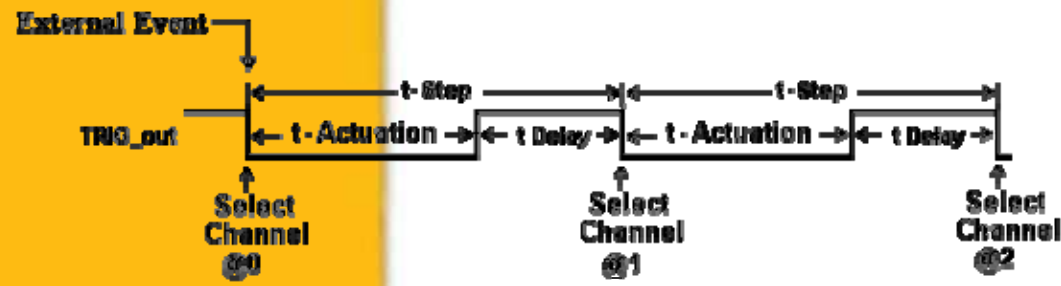 External Event
t-Step
t-Step
TRIG_out
t-Actuation
t Delay
t-Actuation
t Delay
Select
Channel
@0
Select
Channel
@1
Select
Channel
@2